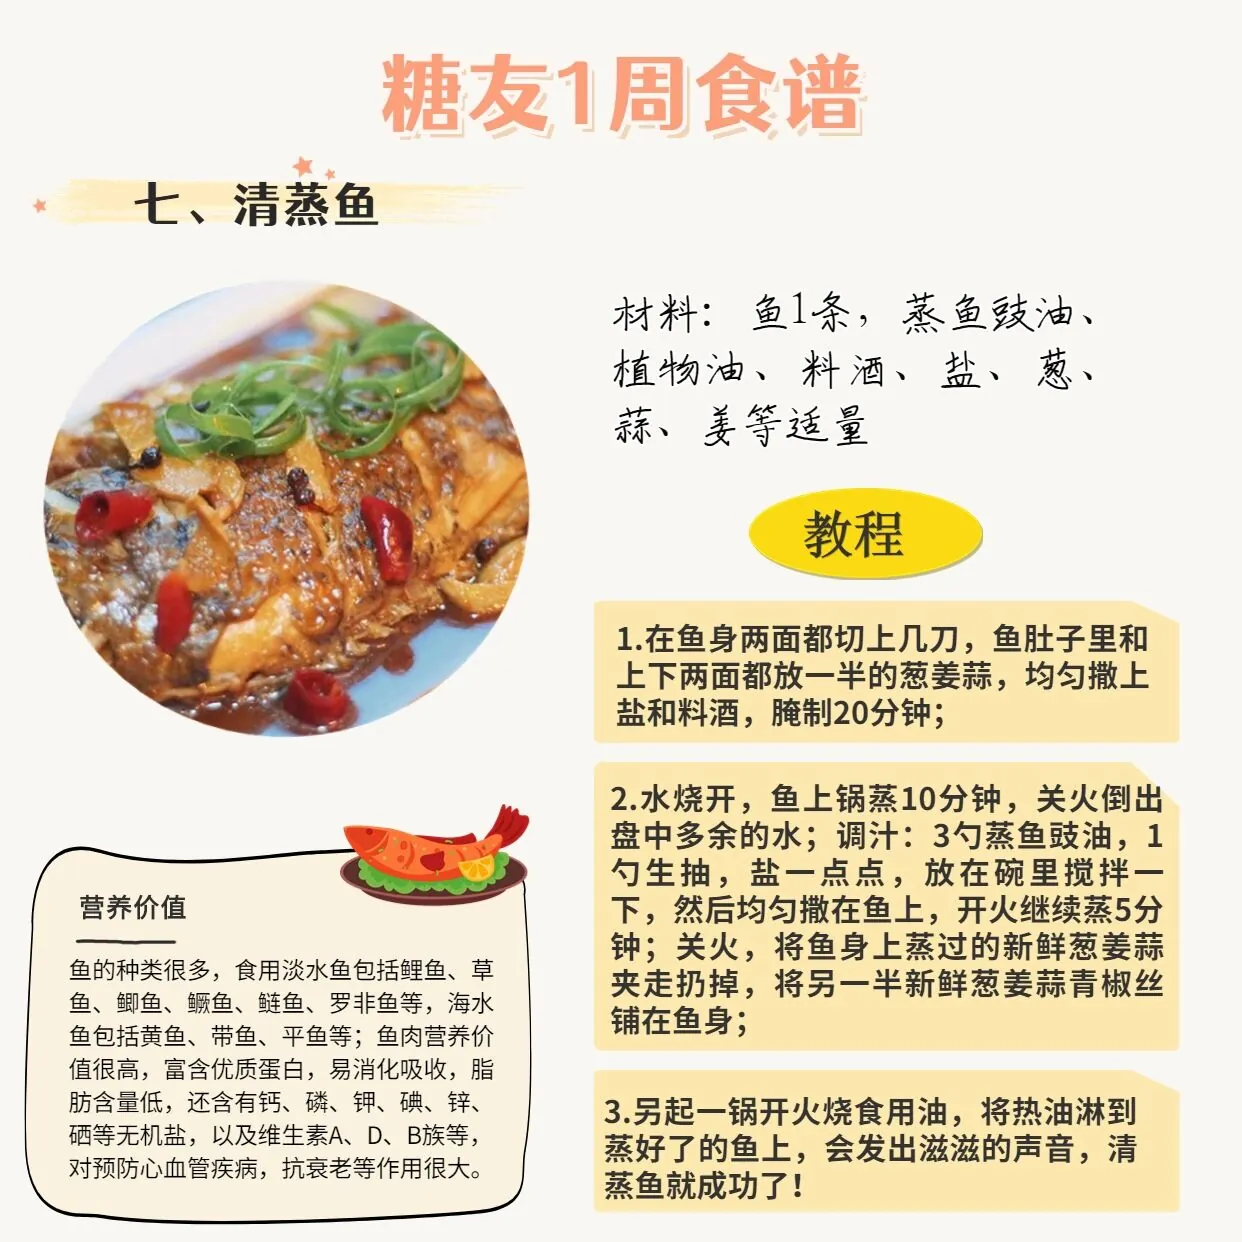 糖友1周食谱
七、清蒸鱼
材料：鱼1条，蒸鱼豉油、
植物油、料酒、盐、葱、
蒜、姜等适量
教程
1.在鱼身两面都切上几刀，鱼肚子里和
上下两面都放一半的葱姜蒜，均匀撒上
盐和料酒，腌制20分钟；
2.水烧开，鱼上锅蒸10分钟，关火倒出
盘中多余的水；调汁：3勺蒸鱼豉油，1
勺生抽，盐一点点，放在碗里搅拌一
下，然后均匀撒在鱼上，开火继续蒸5分
钟；关火，将鱼身上蒸过的新鲜葱姜蒜
夹走扔掉，将另一半新鲜葱姜蒜青椒丝
铺在鱼身；
3.另起一锅开火烧食用油，将热油淋到
蒸好了的鱼上，会发出滋滋的声音，清
蒸鱼就成功了！
营养价值
鱼的种类很多，食用淡水鱼包括鲤鱼、草
鱼、鲫鱼、鳜鱼、鲢鱼、罗非鱼等，海水
鱼包括黄鱼、带鱼、平鱼等；鱼肉营养价
值很高，富含优质蛋白，易消化吸收，脂
肪含量低，还含有钙、磷、钾、碘、锌、
硒等无机盐，以及维生素A、D、B族等，
对预防心血管疾病，抗衰老等作用很大。